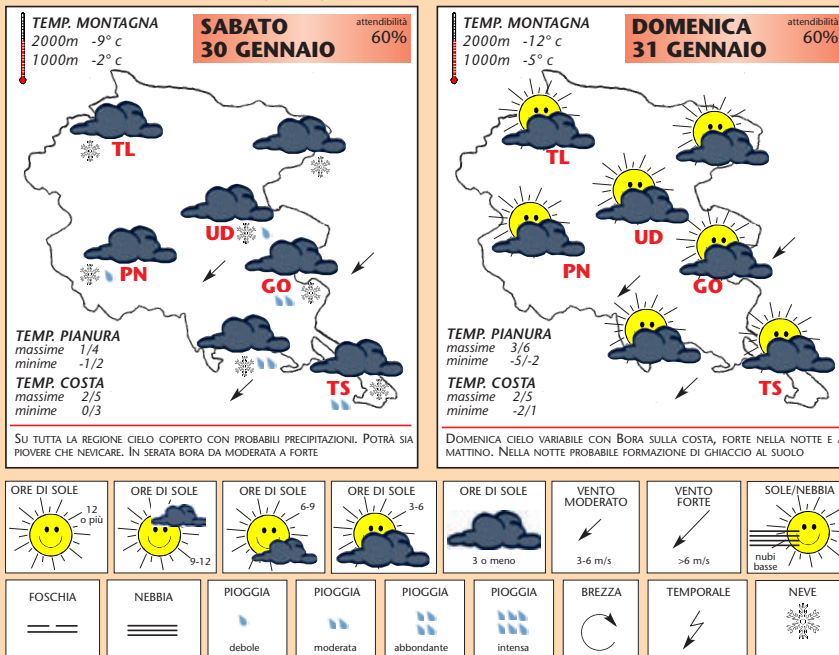 TEMP. MONTAGNA
2000m -9° c
1000m -2° c
SABATO
30 GENNAIO
attendibilità
60%
TL
UD
PN
GO
TS
TEMP. PIANURA
massime 1/4
minime -1/2
TEMP. COSTA
massime 2/5
minime 0/3
SU TUTTA LA REGIONE CIELO COPERTO CON PROBABILI PRECIPITAZIONI. POTRÀ SIA
PIOVERE CHE NEVICARE. IN SERATA BORA DA MODERATA A FORTE
TEMP. MONTAGNA
2000m -12° c
1000m -5° c
DOMENICA
31 GENNAIO
attendibilità
60%
TL
UD
PN
GO
TS
TEMP. PIANURA
massime 3/6
minime -5/-2
TEMP. COSTA
massime 2/5
minime -2/1
DOMENICA CIELO VARIABILE CON BORA SULLA COSTA, FORTE NELLA NOTTE E A
MATTINO. NELLA NOTTE PROBABILE FORMAZIONE DI GHIACCIO AL SUOLO
ORE DI SOLE
12
o più
ORE DI SOLE
9-12
ORE DI SOLE
6-9
ORE DI SOLE
3-6
ORE DI SOLE
3 o meno
VENTO
MODERATO
3-6 m/s
VENTO
FORTE
>6 m/s
SOLE/NEBBIA
nubi
basse
FOSCHIA
NEBBIA
PIOGGIA
debole
PIOGGIA
moderata
PIOGGIA
abbondante
PIOGGIA
intensa
BREZZA
TEMPORALE
NEVE